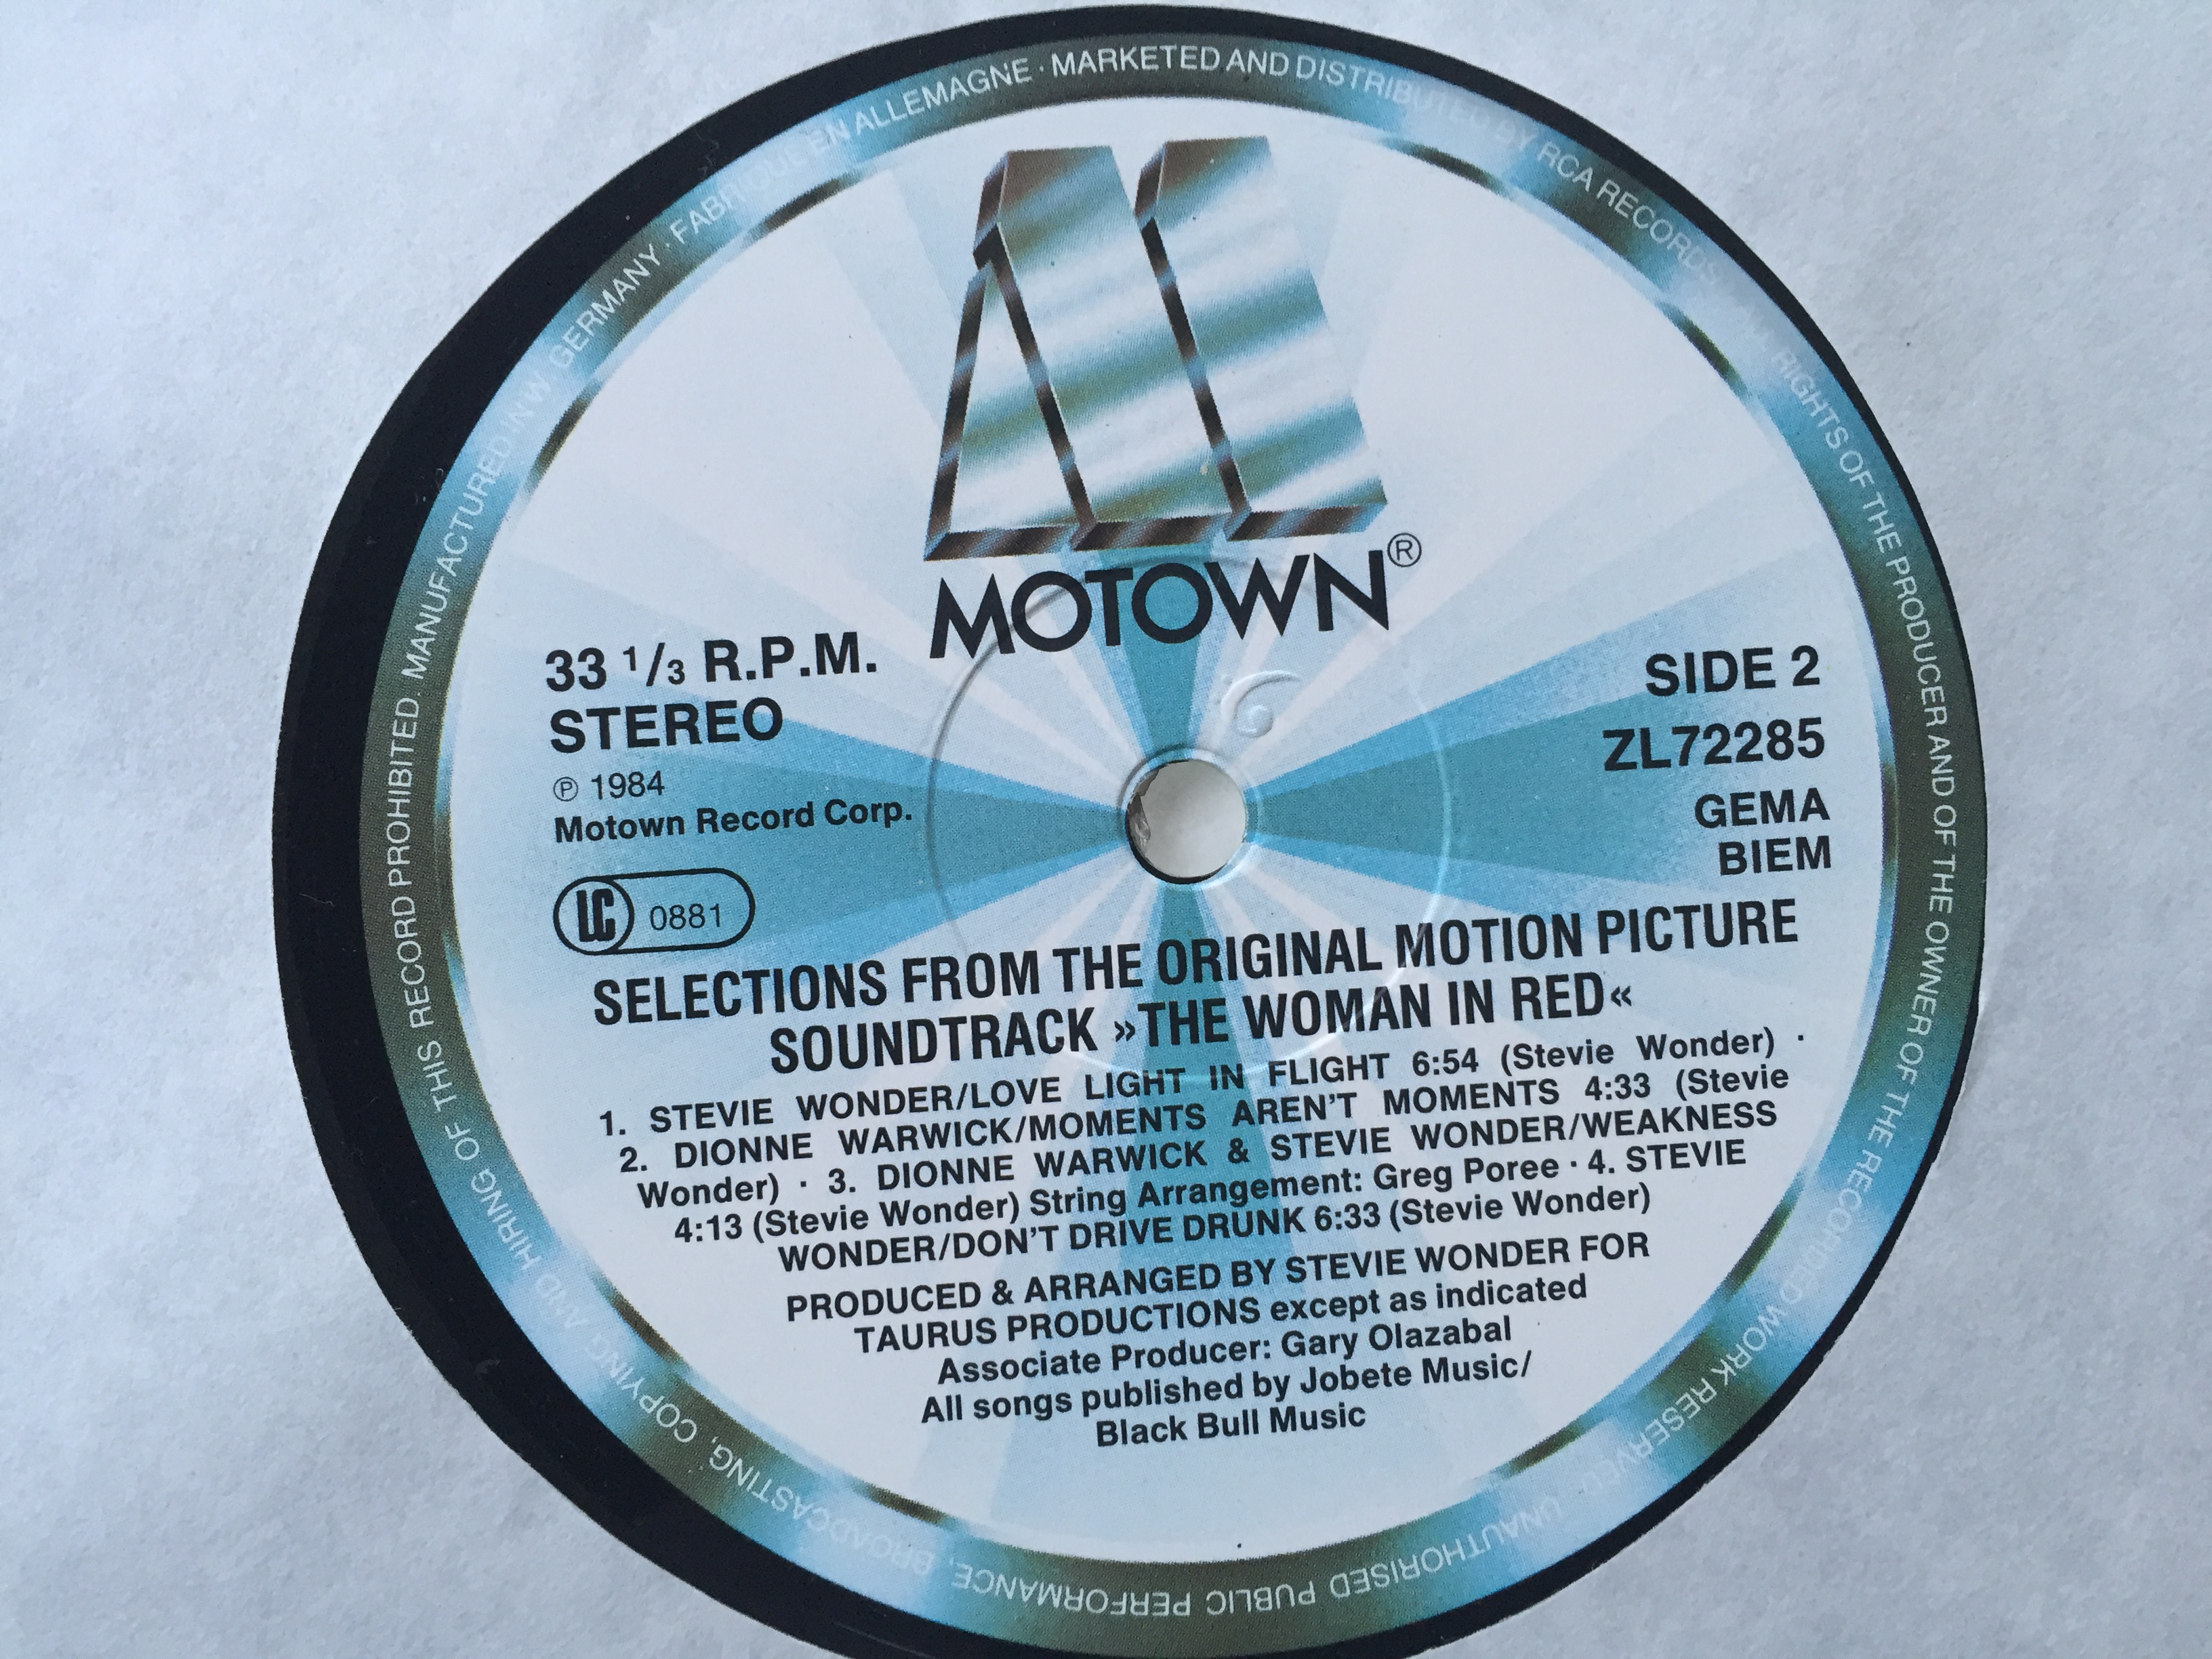 THIS RECORD PROHIBITED. MANUFACTURED IN W. GERMANY · FABRIQUE EN ALLEMAGNE · MARKETED AND DISTRIBUTED BY RCA RECORDS
RIGHTS OF THE PRODUCER AND OF THE OWNER OF THE RECORDED WORK RESERVED. UNAUTHORISED PUBLIC PERFORMANCE, BROADCASTING, COPYING AND HIRING OF
MOTOWN®
33 1/3 R.P.M.
STEREO
℗ 1984
Motown Record Corp.
LC 0881
SIDE 2
ZL72285
GEMA
BIEM
SELECTIONS FROM THE ORIGINAL MOTION PICTURE
SOUNDTRACK »THE WOMAN IN RED«
1. STEVIE WONDER/LOVE LIGHT IN FLIGHT 6:54 (Stevie Wonder) ·
2. DIONNE WARWICK/MOMENTS AREN'T MOMENTS 4:33 (Stevie
Wonder) · 3. DIONNE WARWICK & STEVIE WONDER/WEAKNESS
4:13 (Stevie Wonder) String Arrangement: Greg Poree · 4. STEVIE
WONDER/DON'T DRIVE DRUNK 6:33 (Stevie Wonder)
PRODUCED & ARRANGED BY STEVIE WONDER FOR
TAURUS PRODUCTIONS except as indicated
Associate Producer: Gary Olazabal
All songs published by Jobete Music/
Black Bull Music